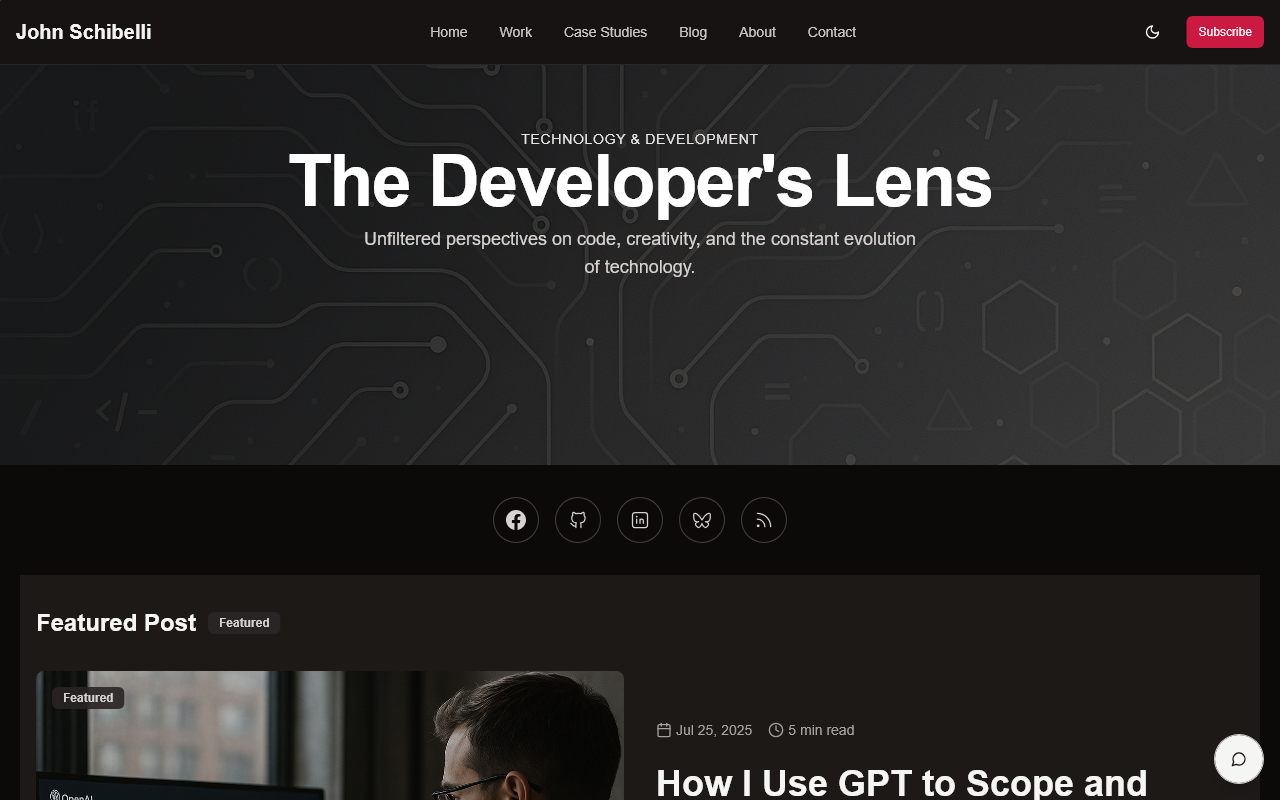 John Schibelli
Home Work Case Studies Blog About Contact
Subscribe
TECHNOLOGY & DEVELOPMENT
The Developer's Lens
Unfiltered perspectives on code, creativity, and the constant evolution
of technology.
Featured Post Featured
Featured
Jul 25, 2025 5 min read
How I Use GPT to Scope and
OpenAI